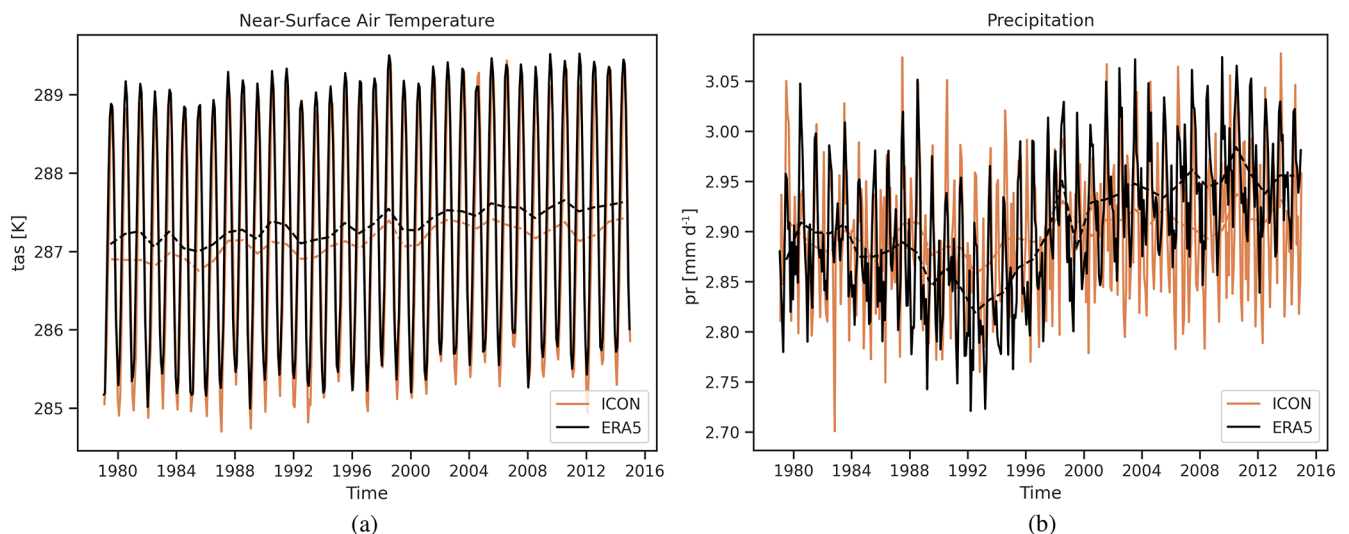 Near-Surface Air Temperature
289
288
287
286
285
tas [K]
1980 1984 1988 1992 1996 2000 2004 2008 2012 2016
Time
ICON
ERA5
(a)
Precipitation
3.05
3.00
2.95
2.90
2.85
2.80
2.75
2.70
pr [mm d⁻¹]
1980 1984 1988 1992 1996 2000 2004 2008 2012 2016
Time
ICON
ERA5
(b)